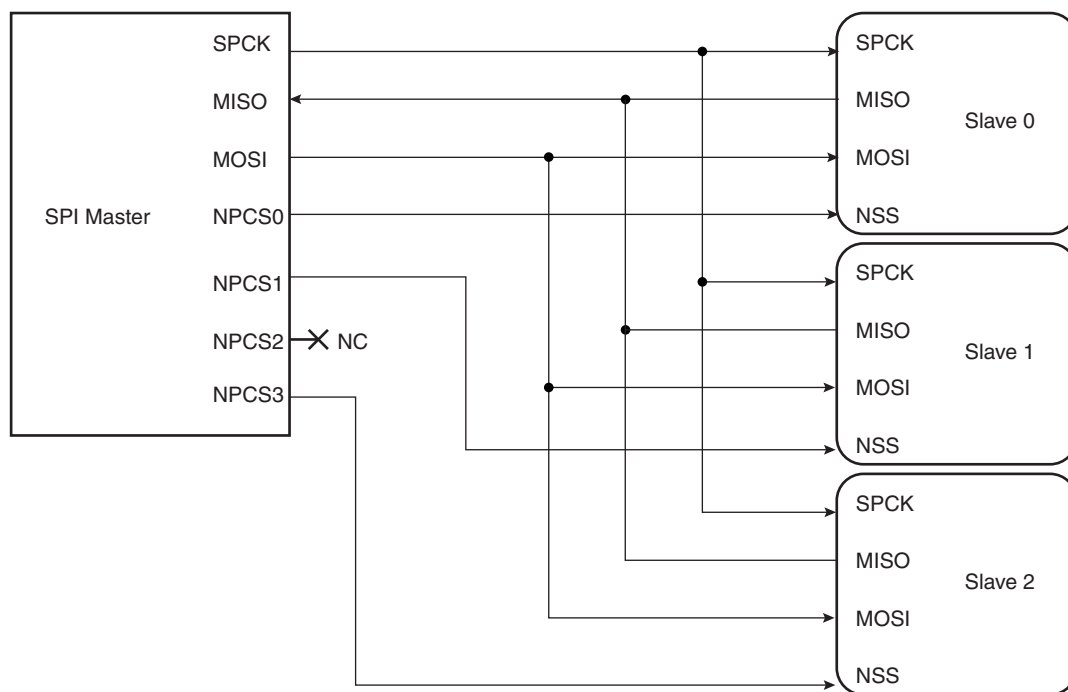 SPCK
MISO
MOSI
SPI Master
NPCS0
NPCS1
NPCS2
NC
NPCS3
SPCK
MISO
Slave 0
MOSI
NSS
SPCK
MISO
Slave 1
MOSI
NSS
SPCK
MISO
Slave 2
MOSI
NSS